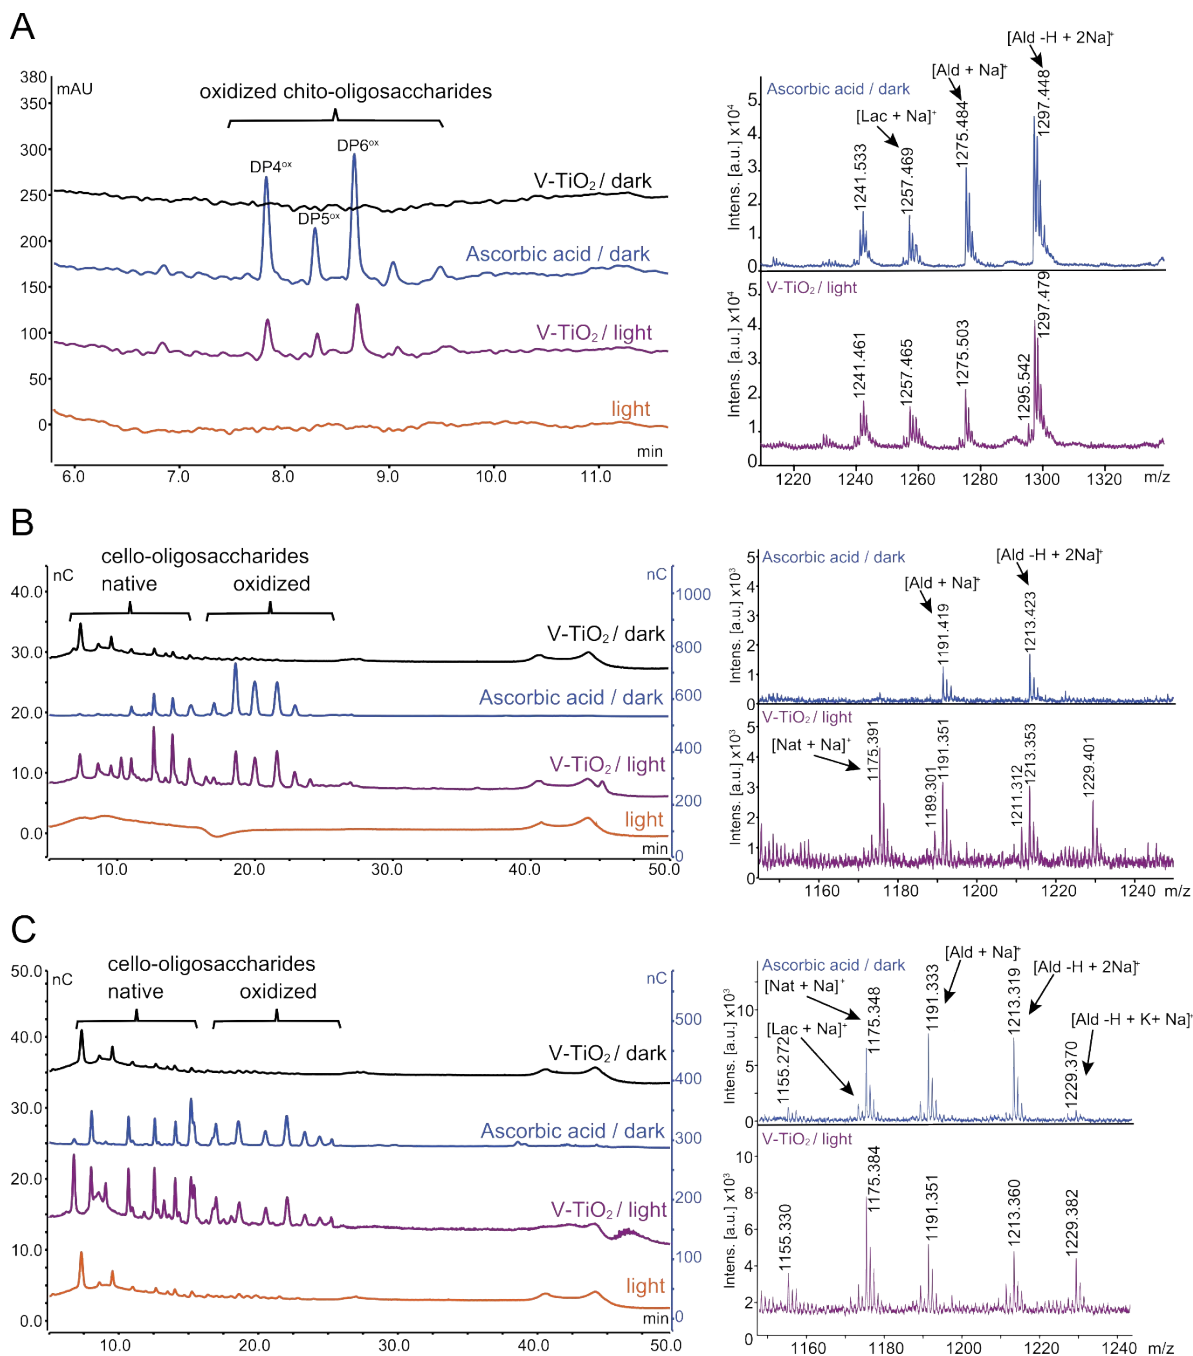 A
380
mAU
350
300
250
200
150
100
50
0
oxidized chito-oligosaccharides
DP4ox
DP5ox
DP6ox
V-TiO2 / dark
Ascorbic acid / dark
V-TiO2 / light
light
min
6.0 7.0 8.0 9.0 10.0 11.0
Ascorbic acid / dark
[Lac + Na]+
[Ald + Na]+
[Ald -H + 2Na]+
1241.533
1257.469
1275.484
1297.448
Intens. [a.u.] x10⁴
5
4
3
2
1
0
V-TiO2 / light
1241.461
1257.465
1275.503
1295.542
1297.479
Intens. [a.u.] x10⁴
5
4
3
2
1
0
1220 1240 1260 1280 1300 1320 m/z
B
nC
40.0
30.0
20.0
10.0
0.0
cello-oligosaccharides
native oxidized
V-TiO2 / dark
Ascorbic acid / dark
V-TiO2 / light
light
min
nC
1000
800
600
400
200
0
10.0 20.0 30.0 40.0 50.0
Ascorbic acid / dark
[Ald + Na]+
[Ald -H + 2Na]+
1191.419
1213.423
Intens. [a.u.] x10³
5
4
3
2
1
0
V-TiO2 / light
[Nat + Na]+
1175.391
1189.301
1191.351
1211.312
1213.353
1229.401
Intens. [a.u.] x10³
5
4
3
2
1
0
1160 1180 1200 1220 1240 m/z
C
50.0
nC
40.0
30.0
20.0
10.0
0.0
cello-oligosaccharides
native oxidized
V-TiO2 / dark
Ascorbic acid / dark
V-TiO2 / light
light
min
nC
500
400
300
200
100
0
10.0 20.0 30.0 40.0 50.0
Ascorbic acid / dark
[Nat + Na]+
[Lac + Na]+
[Ald + Na]+
[Ald -H + 2Na]+
[Ald -H + K+ Na]+
1155.272
1175.348
1191.333
1213.319
1229.370
Intens. [a.u.] x10³
10
5
0
V-TiO2 / light
1155.330
1175.384
1191.351
1213.360
1229.382
Intens. [a.u.] x10³
10
8
6
4
2
0
1160 1180 1200 1220 1240 m/z